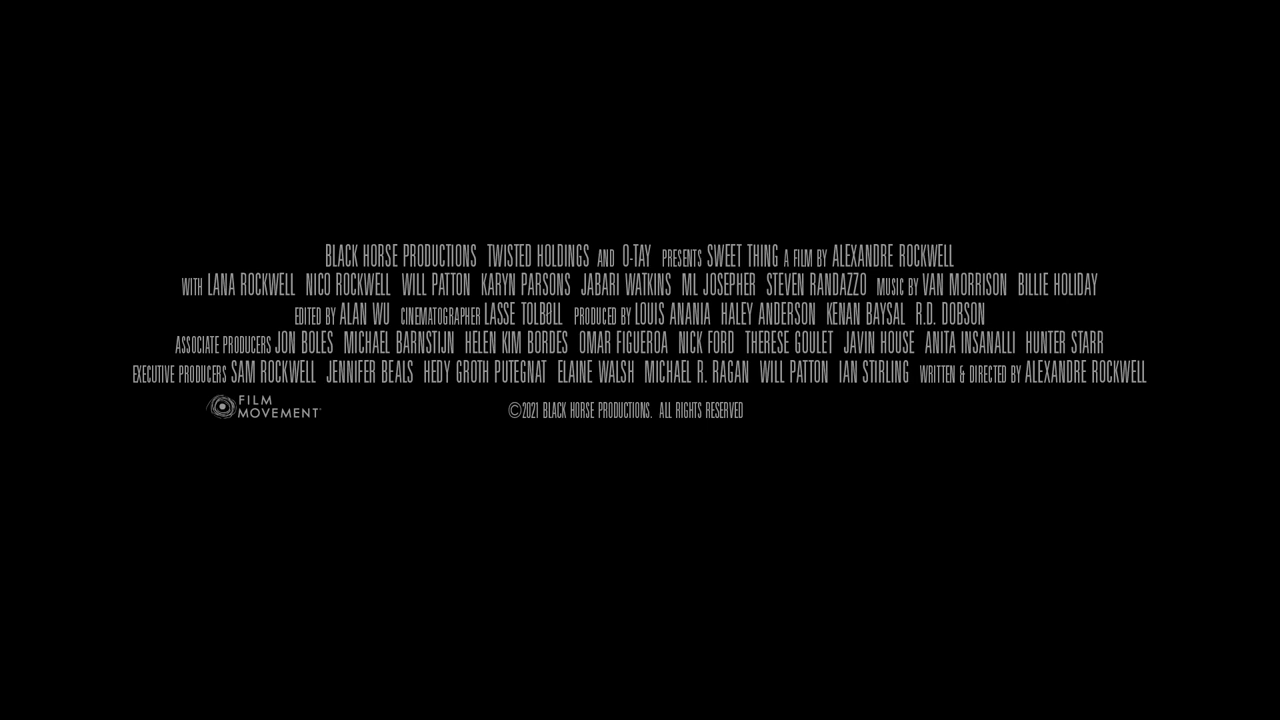 BLACK HORSE PRODUCTIONS TWISTED HOLDINGS AND O-TAY PRESENTS SWEET THING A FILM BY ALEXANDRE ROCKWELL
WITH LANA ROCKWELL NICO ROCKWELL WILL PATTON KARYN PARSONS JABARI WATKINS ML JOSEPHER STEVEN RANDAZZO MUSIC BY VAN MORRISON BILLIE HOLIDAY
EDITED BY ALAN WU CINEMATOGRAPHER LASSE TOLBØLL PRODUCED BY LOUIS ANANIA HALEY ANDERSON KENAN BAYSAL R.D. DOBSON
ASSOCIATE PRODUCERS JON BOLES MICHAEL BARNSTIJN HELEN KIM BORDES OMAR FIGUEROA NICK FORD THERESE GOULET JAVIN HOUSE ANITA INSANALLI HUNTER STARR
EXECUTIVE PRODUCERS SAM ROCKWELL JENNIFER BEALS HEDY GROTH PUTEGNAT ELAINE WALSH MICHAEL R. RAGAN WILL PATTON IAN STIRLING WRITTEN & DIRECTED BY ALEXANDRE ROCKWELL
FILM
MOVEMENT
©2021 BLACK HORSE PRODUCTIONS. ALL RIGHTS RESERVED